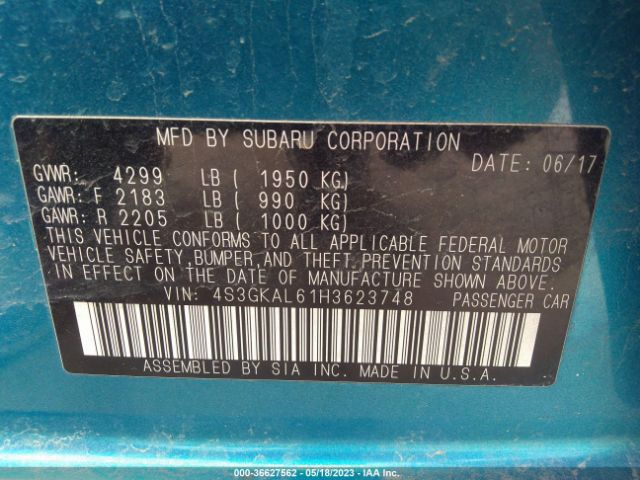 MFD BY SUBARU CORPORATION
DATE: 06/17
GVWR: 4299 LB ( 1950 KG)
GAWR: F 2183 LB ( 990 KG)
GAWR: R 2205 LB ( 1000 KG)
THIS VEHICLE CONFORMS TO ALL APPLICABLE FEDERAL MOTOR
VEHICLE SAFETY, BUMPER, AND THEFT PREVENTION STANDARDS
IN EFFECT ON THE DATE OF MANUFACTURE SHOWN ABOVE.
VIN: 4S3GKAL61H3623748 PASSENGER CAR
ASSEMBLED BY SIA INC. MADE IN U.S.A.
000-36627562 — 05/18/2023 — IAA Inc.